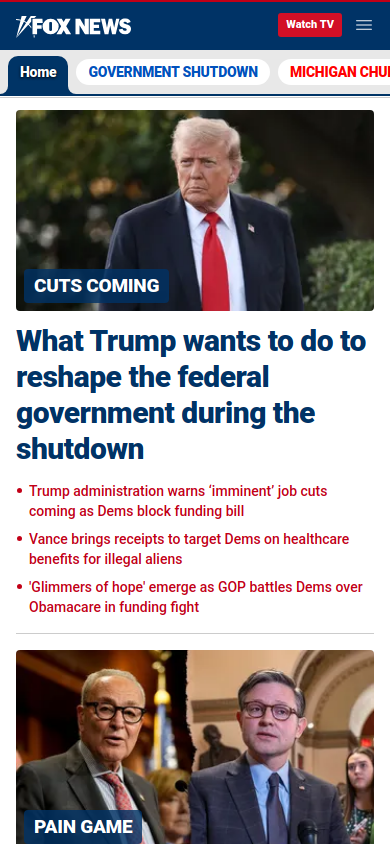 FOX NEWS
Watch TV
Home
GOVERNMENT SHUTDOWN
MICHIGAN CHU
CUTS COMING
What Trump wants to do to
reshape the federal
government during the
shutdown
• Trump administration warns ‘imminent’ job cuts
coming as Dems block funding bill
• Vance brings receipts to target Dems on healthcare
benefits for illegal aliens
• 'Glimmers of hope' emerge as GOP battles Dems over
Obamacare in funding fight
PAIN GAME